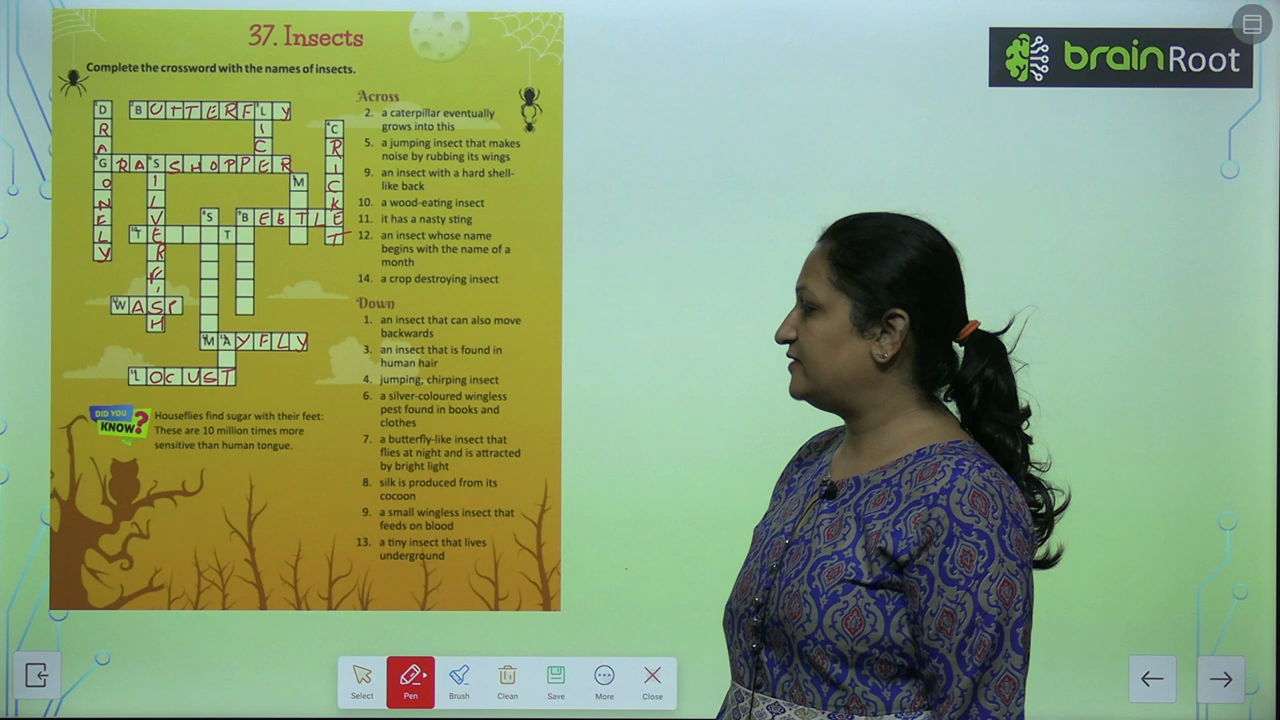 37. Insects
brainRoot
Complete the crossword with the names of insects.
Across
2. a caterpillar eventually
grows into this
5. a jumping insect that makes
noise by rubbing its wings
9. an insect with a hard shell-
like back
10. a wood-eating insect
11. it has a nasty sting
12. an insect whose name
begins with the name of a
month
14. a crop destroying insect
Down
1. an insect that can also move
backwards
3. an insect that is found in
human hair
4. jumping, chirping insect
6. a silver-coloured wingless
pest found in books and
clothes
7. a butterfly-like insect that
flies at night and is attracted
by bright light
8. silk is produced from its
cocoon
9. a small wingless insect that
feeds on blood
13. a tiny insect that lives
underground
BUTTERFLY
DRAGONFLY
LICE
CRICKET
GRASSHOPPER
SILVERFISH
M
S
BEETLE
T T
WASP
MAYFLY
LOCUST
DID YOU
KNOW?
Houseflies find sugar with their feet:
These are 10 million times more
sensitive than human tongue.
Select Pen Brush Clean Save More Close